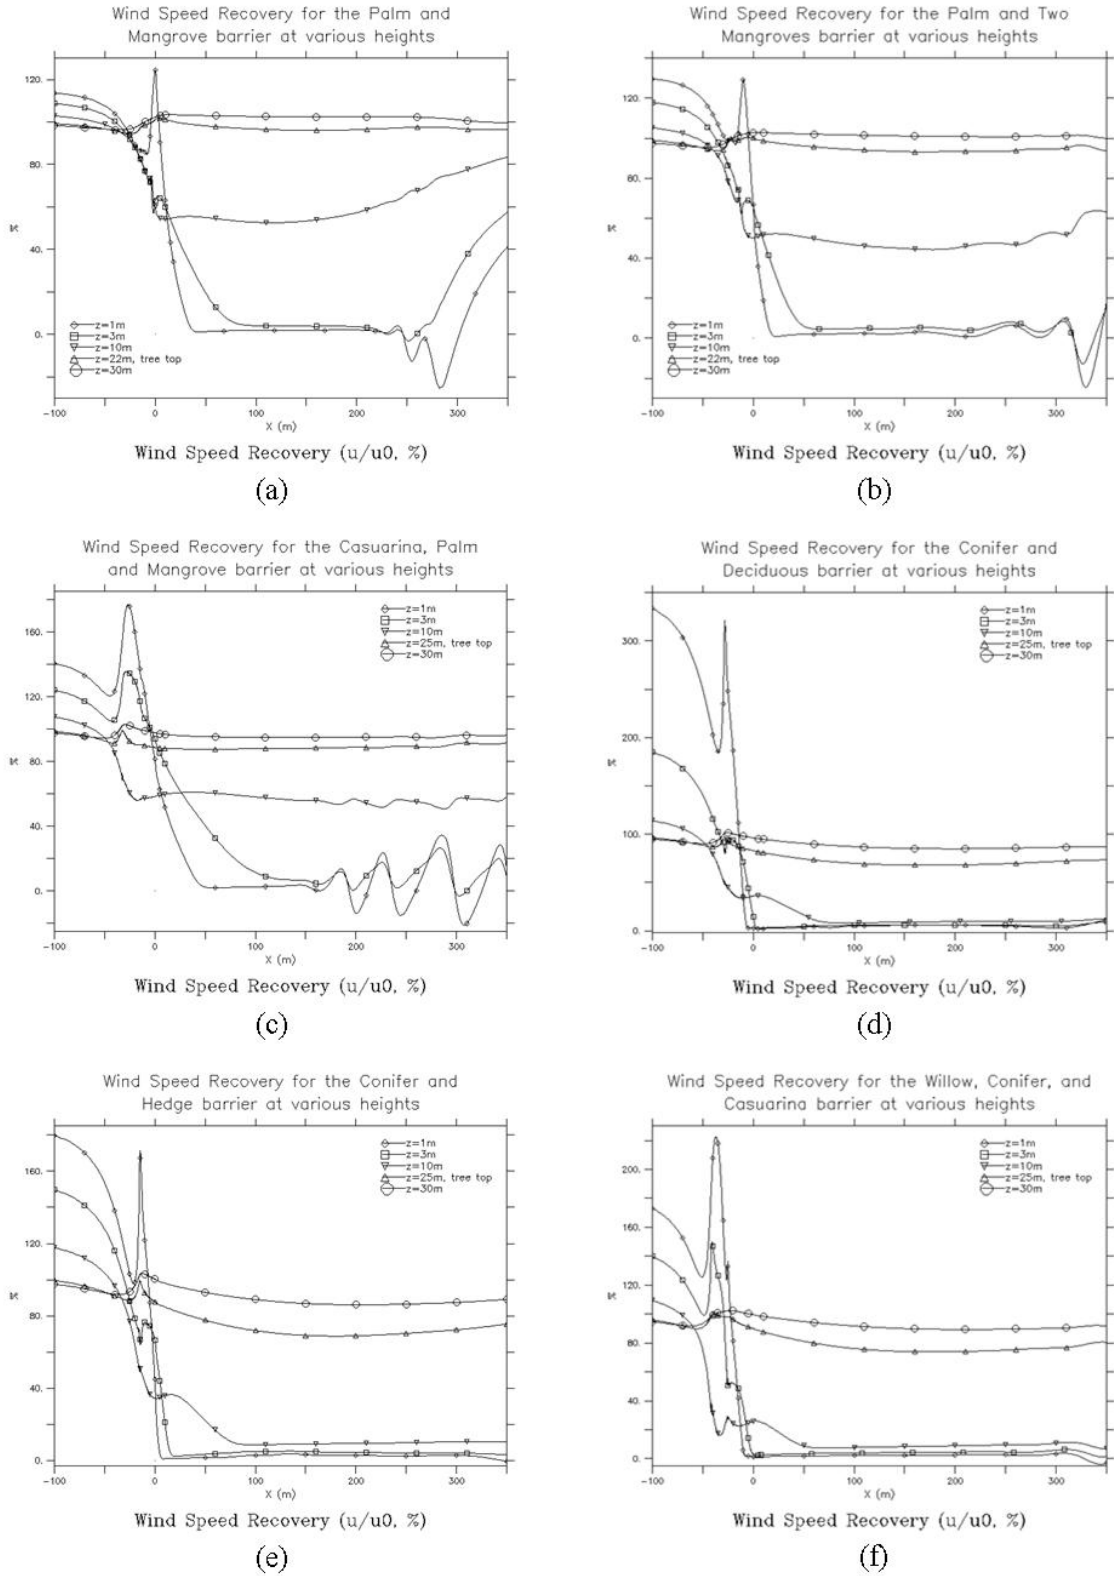 Wind Speed Recovery for the Palm and
Mangrove barrier at various heights
120.
80.
40.
0.
%
z=1m
z=3m
z=10m
z=22m, tree top
z=30m
-100 0 100 200 300
X (m)
Wind Speed Recovery (u/u0, %)
(a)
Wind Speed Recovery for the Palm and Two
Mangroves barrier at various heights
120.
80.
40.
0.
%
z=1m
z=3m
z=10m
z=22m, tree top
z=30m
-100 0 100 200 300
X (m)
Wind Speed Recovery (u/u0, %)
(b)
Wind Speed Recovery for the Casuarina, Palm
and Mangrove barrier at various heights
160.
120.
80.
40.
0.
%
z=1m
z=3m
z=10m
z=25m, tree top
z=30m
-100 0 100 200 300
X (m)
Wind Speed Recovery (u/u0, %)
(c)
Wind Speed Recovery for the Conifer and
Deciduous barrier at various heights
300.
200.
100.
0.
%
z=1m
z=3m
z=10m
z=25m, tree top
z=30m
-100 0 100 200 300
X (m)
Wind Speed Recovery (u/u0, %)
(d)
Wind Speed Recovery for the Conifer and
Hedge barrier at various heights
160.
120.
80.
40.
0.
%
z=1m
z=3m
z=10m
z=25m, tree top
z=30m
-100 0 100 200 300
X (m)
Wind Speed Recovery (u/u0, %)
(e)
Wind Speed Recovery for the Willow, Conifer, and
Casuarina barrier at various heights
200.
160.
120.
80.
40.
0.
%
z=1m
z=3m
z=10m
z=25m, tree top
z=30m
-100 0 100 200 300
X (m)
Wind Speed Recovery (u/u0, %)
(f)